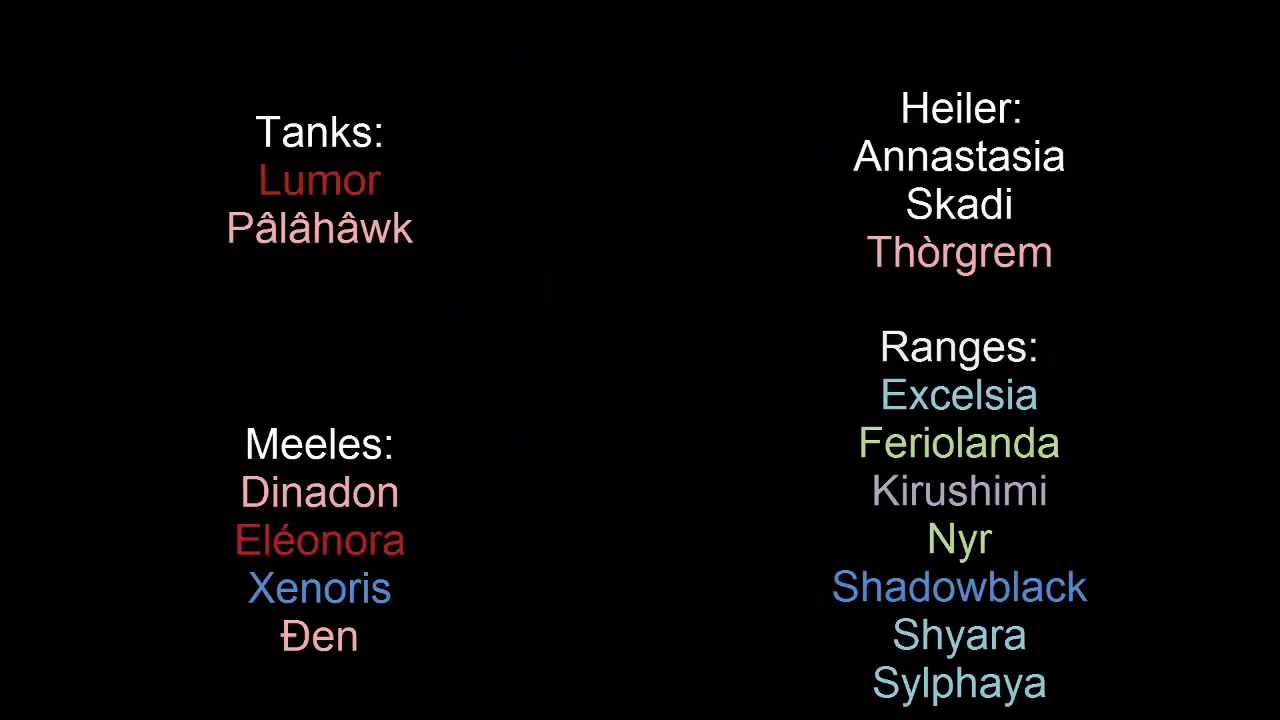 Tanks:
Lumor
Pâlâhâwk
Meeles:
Dinadon
Eléonora
Xenoris
Ðen
Heiler:
Annastasia
Skadi
Thòrgrem
Ranges:
Excelsia
Feriolanda
Kirushimi
Nyr
Shadowblack
Shyara
Sylphaya